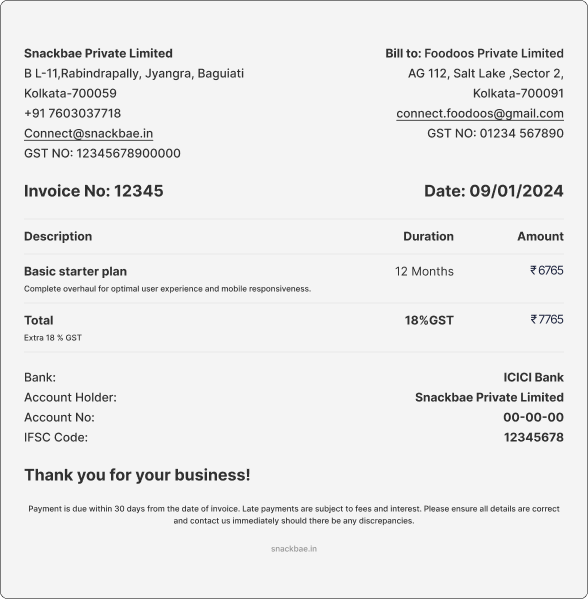 Snackbae Private Limited
B L-11,Rabindrapally, Jyangra, Baguiati
Kolkata-700059
+91 7603037718
Connect@snackbae.in
GST NO: 12345678900000
Bill to: Foodoos Private Limited
AG 112, Salt Lake ,Sector 2,
Kolkata-700091
connect.foodoos@gmail.com
GST NO: 01234 567890
Invoice No: 12345 Date: 09/01/2024
Description Duration Amount
Basic starter plan 12 Months ₹ 6765
Complete overhaul for optimal user experience and mobile responsiveness.
Total 18%GST ₹ 7765
Extra 18 % GST
Bank: ICICI Bank
Account Holder: Snackbae Private Limited
Account No: 00-00-00
IFSC Code: 12345678
Thank you for your business!
Payment is due within 30 days from the date of invoice. Late payments are subject to fees and interest. Please ensure all details are correct
and contact us immediately should there be any discrepancies.
snackbae.in